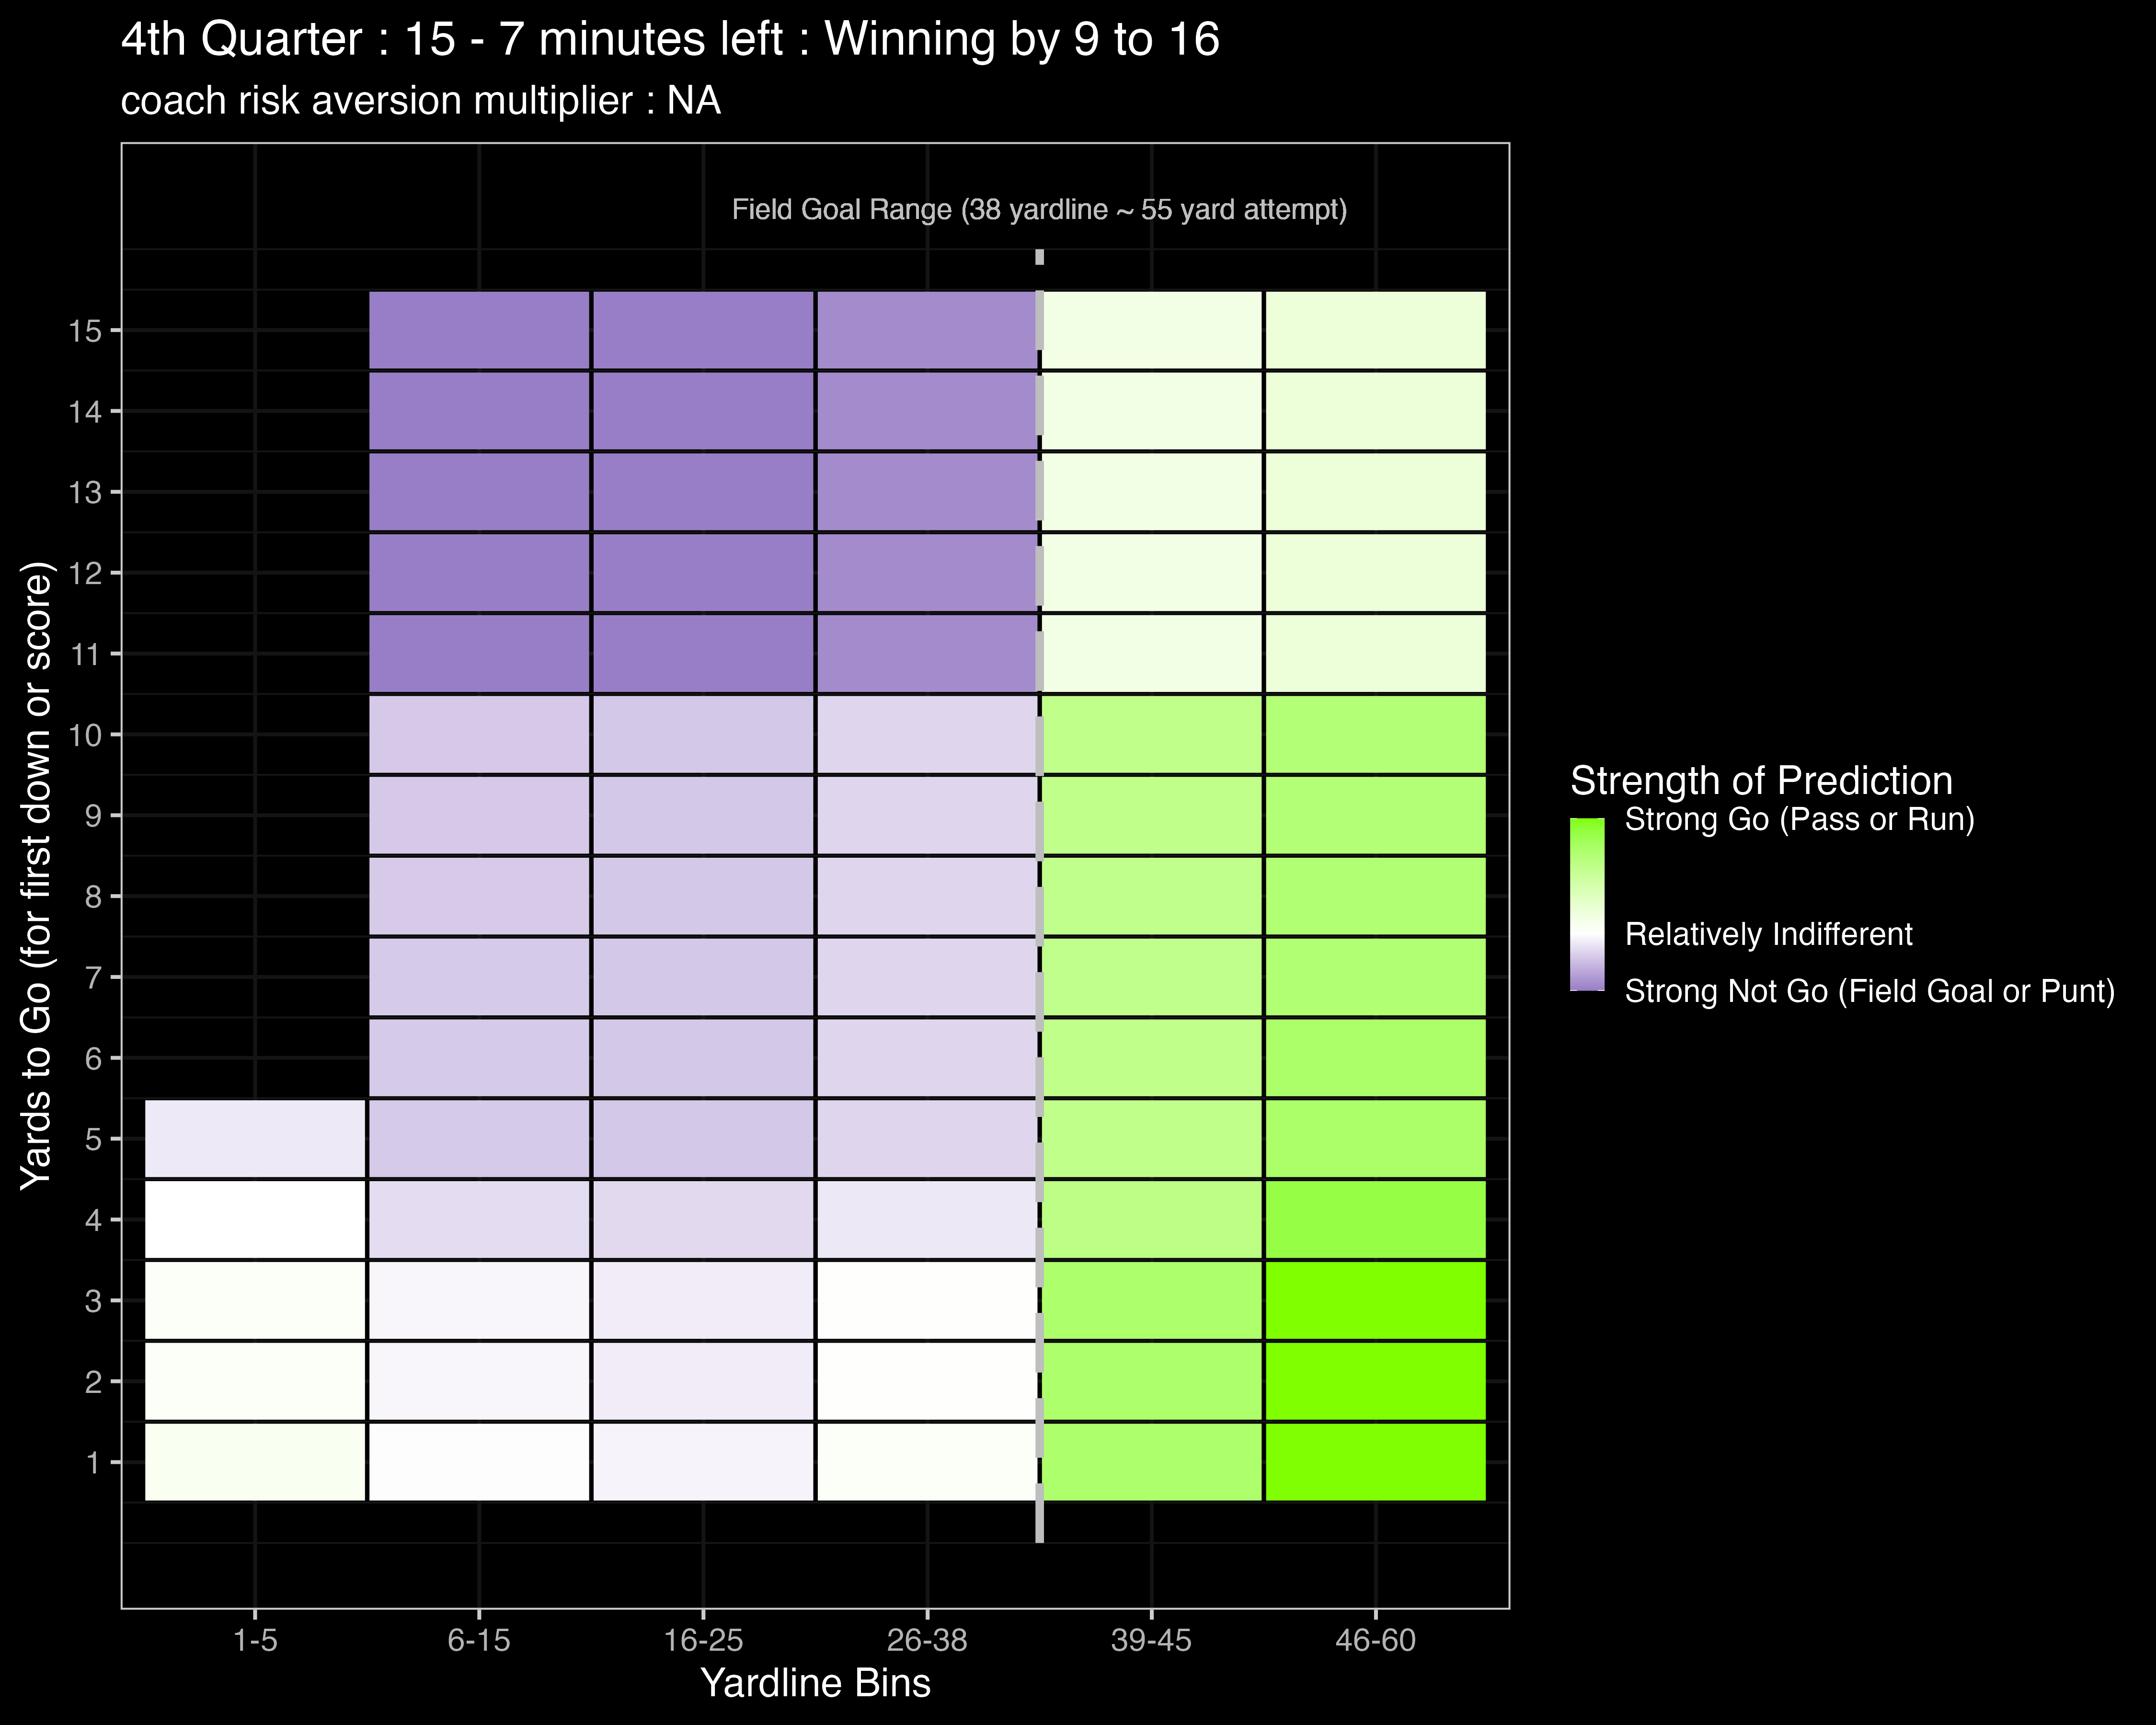 4th Quarter : 15 - 7 minutes left : Winning by 9 to 16
coach risk aversion multiplier : NA
Field Goal Range (38 yardline ~ 55 yard attempt)
Yards to Go (for first down or score)
15
14
13
12
11
10
9
8
7
6
5
4
3
2
1
1-5
6-15
16-25
26-38
39-45
46-60
Yardline Bins
Strength of Prediction
Strong Go (Pass or Run)
Relatively Indifferent
Strong Not Go (Field Goal or Punt)